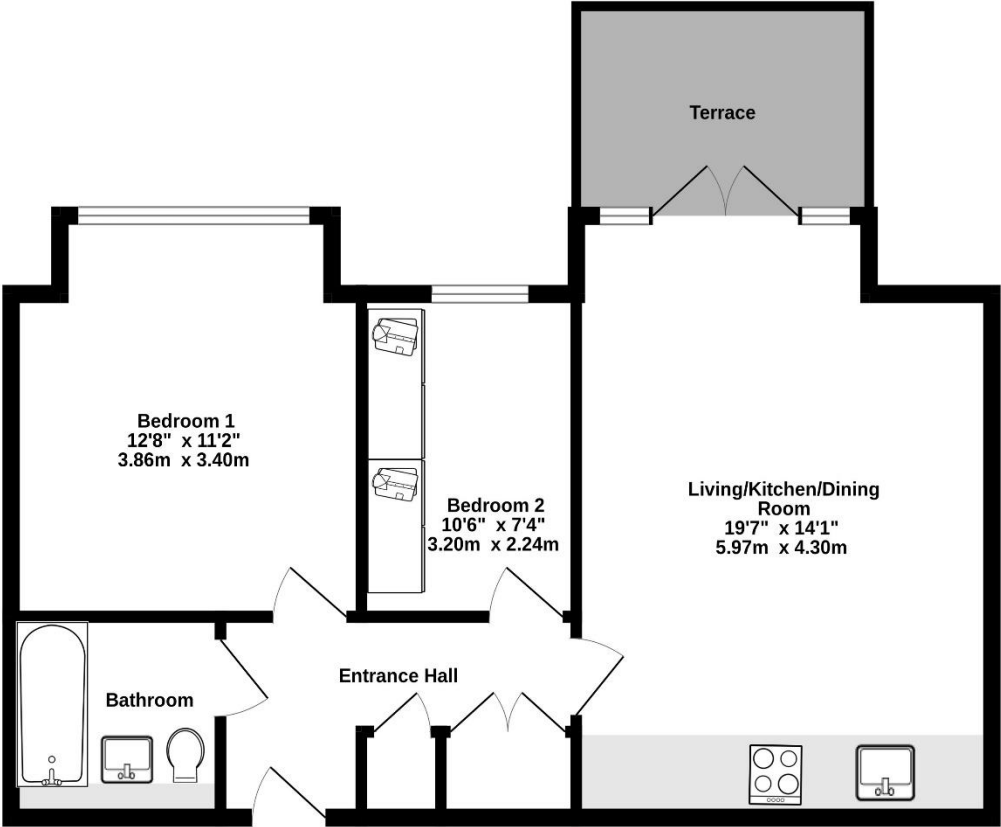 Terrace
Bedroom 1
12'8" x 11'2"
3.86m x 3.40m
Bedroom 2
10'6" x 7'4"
3.20m x 2.24m
Living/Kitchen/Dining
Room
19'7" x 14'1"
5.97m x 4.30m
Entrance Hall
Bathroom